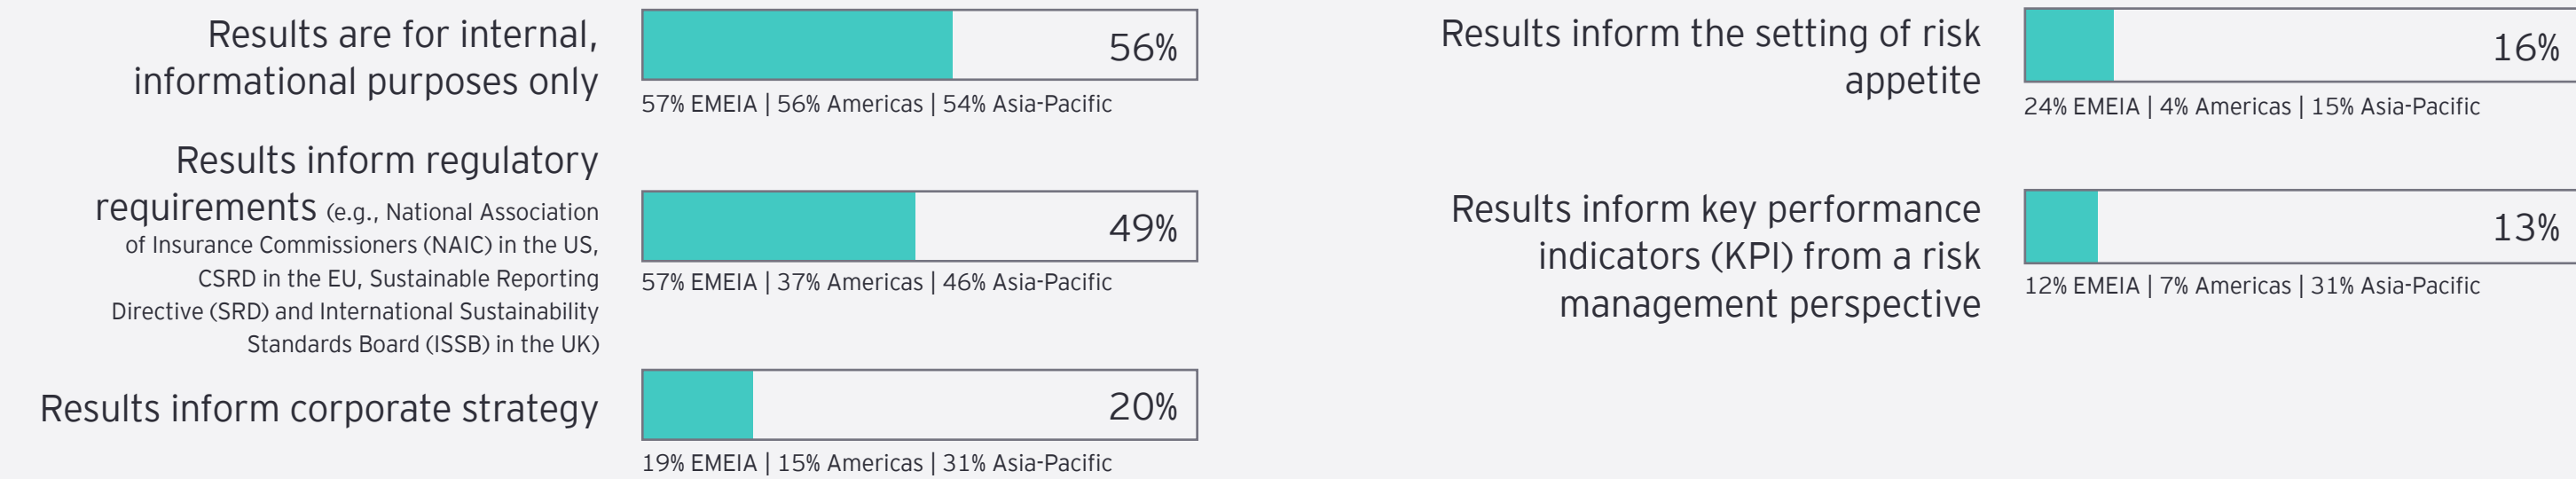 Results are for internal,
informational purposes only
56%
57% EMEIA | 56% Americas | 54% Asia-Pacific
Results inform regulatory
requirements (e.g., National Association
of Insurance Commissioners (NAIC) in the US,
CSRD in the EU, Sustainable Reporting
Directive (SRD) and International Sustainability
Standards Board (ISSB) in the UK)
49%
57% EMEIA | 37% Americas | 46% Asia-Pacific
Results inform corporate strategy
20%
19% EMEIA | 15% Americas | 31% Asia-Pacific
Results inform the setting of risk
appetite
16%
24% EMEIA | 4% Americas | 15% Asia-Pacific
Results inform key performance
indicators (KPI) from a risk
management perspective
13%
12% EMEIA | 7% Americas | 31% Asia-Pacific